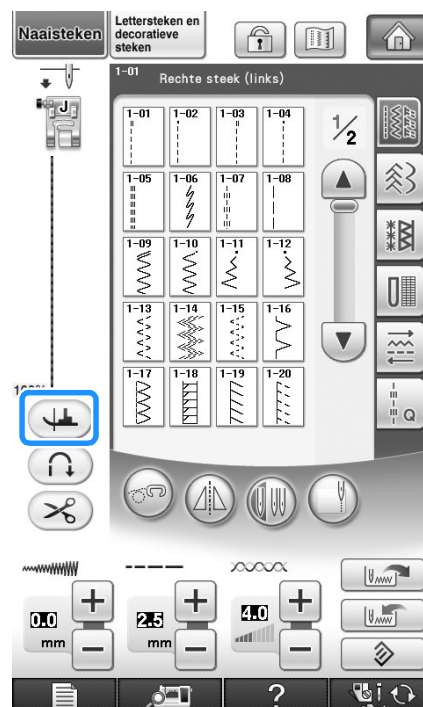 Naaisteken
Lettersteken en
decoratieve
steken
1-01
Rechte steek (links)
J
1-01 1-02 1-03 1-04
1/2
1-05 1-06 1-07 1-08
1-09 1-10 1-11 1-12
1-13 1-14 1-15 1-16
1-17 1-18 1-19 1-20
Q
0.0
mm
2.5
mm
4.0
?